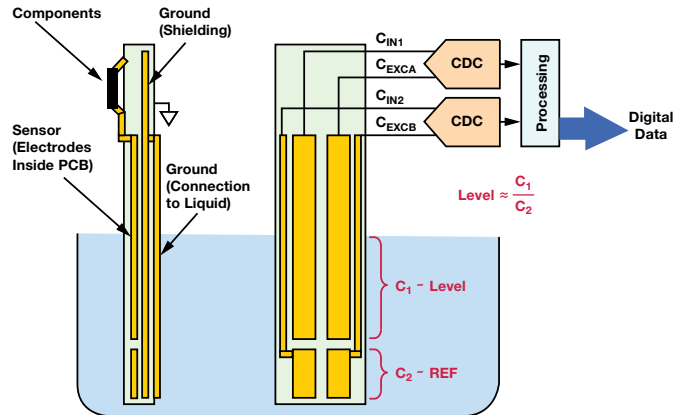 Components
Ground
(Shielding)
Sensor
(Electrodes
Inside PCB)
Ground
(Connection
to Liquid)
CIN1
CEXCA
CIN2
CEXCB
CDC
CDC
Processing
Digital
Data
Level ≈ C1
C2
C1 ~ Level
C2 ~ REF